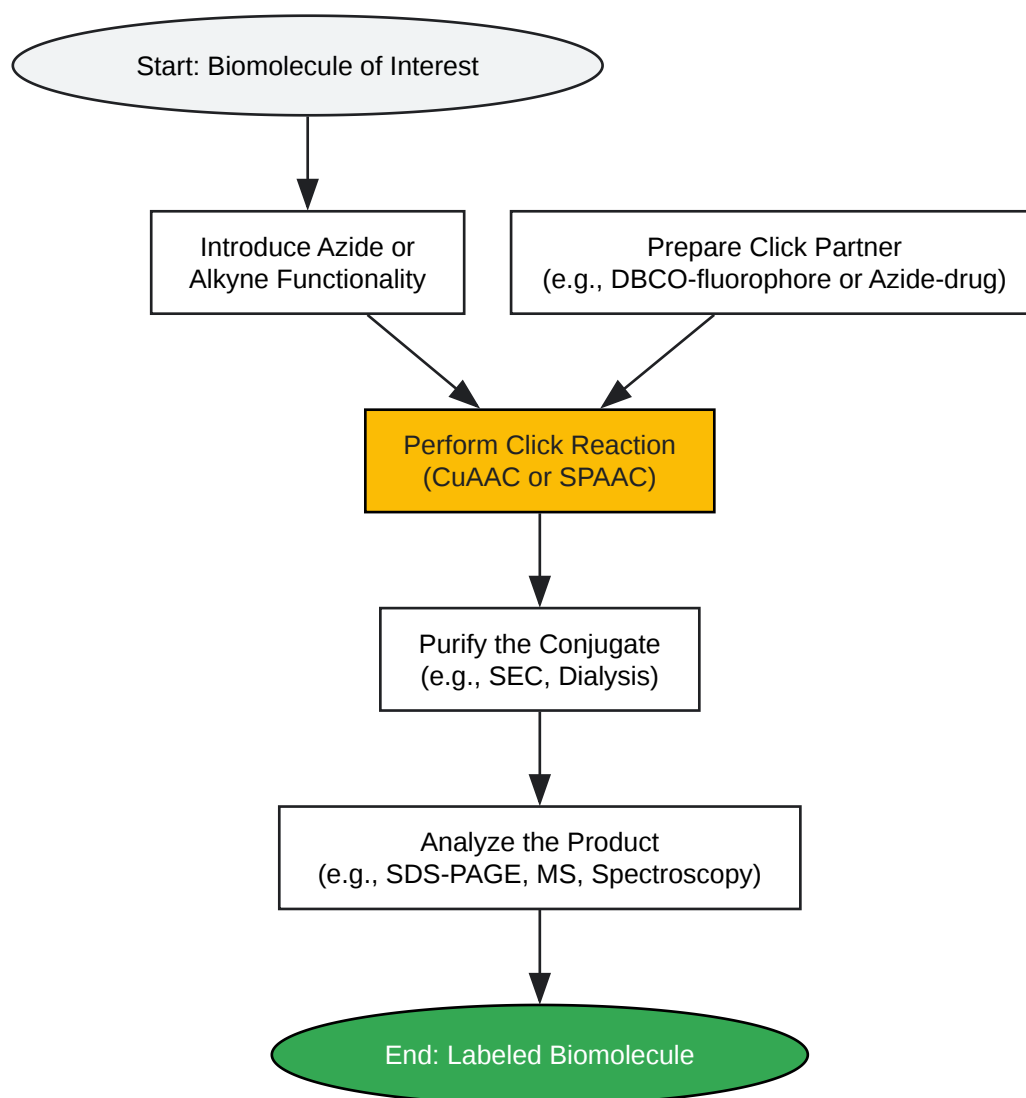 Start: Biomolecule of Interest
Introduce Azide or
Alkyne Functionality
Prepare Click Partner
(e.g., DBCO-fluorophore or Azide-drug)
Perform Click Reaction
(CuAAC or SPAAC)
Purify the Conjugate
(e.g., SEC, Dialysis)
Analyze the Product
(e.g., SDS-PAGE, MS, Spectroscopy)
End: Labeled Biomolecule